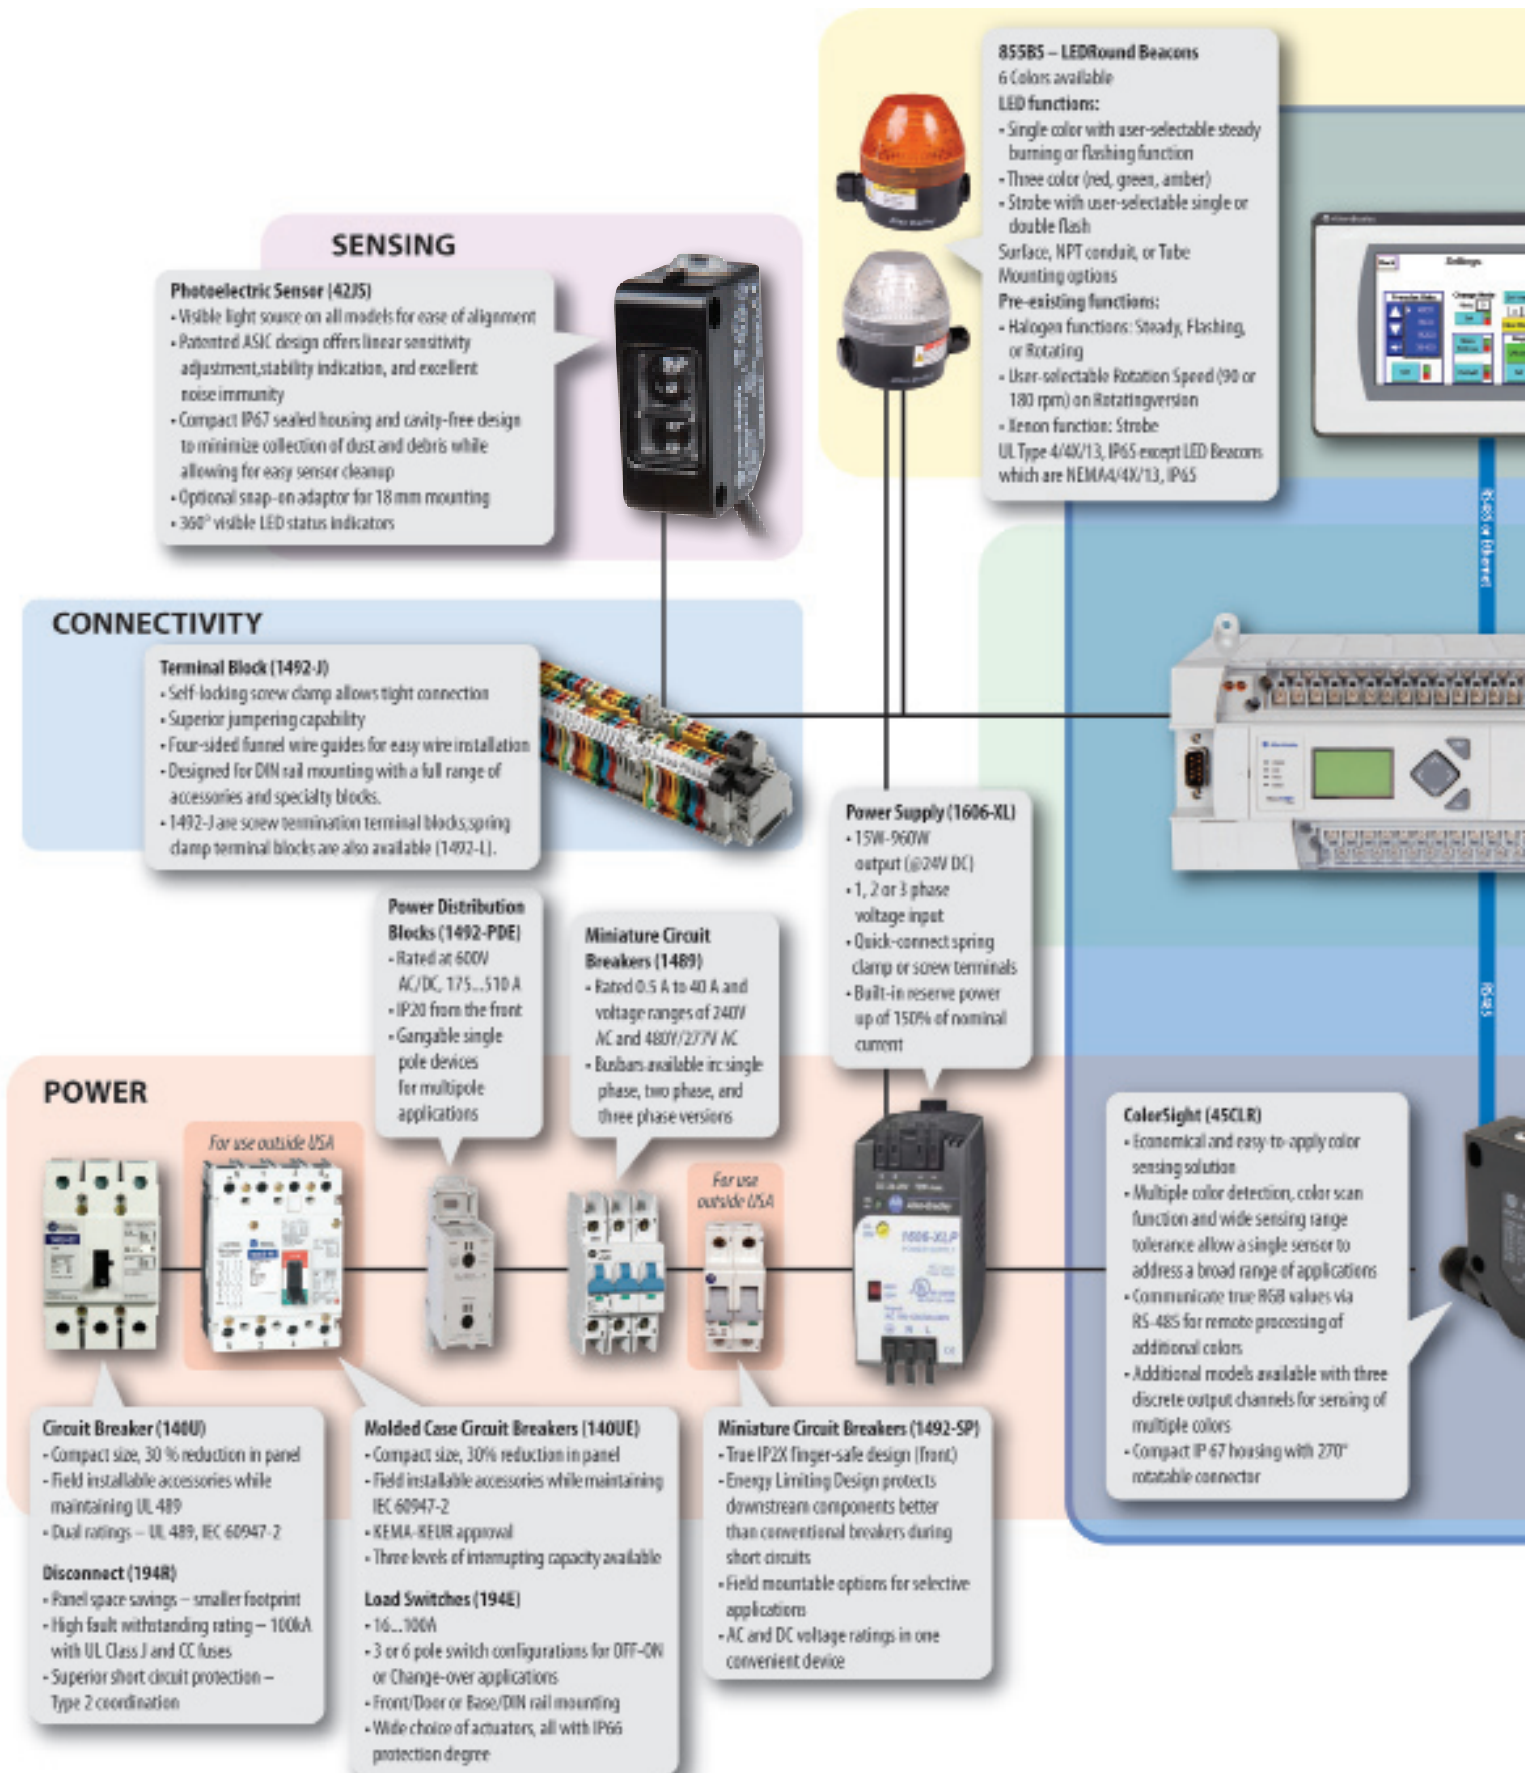 855BS – LEDRound Beacons
6 Colors available
LED functions:
• Single color with user-selectable steady
burning or flashing function
• Three color (red, green, amber)
• Strobe with user-selectable single or
double flash
Surface, NPT conduit, or Tube
Mounting options
Pre-existing functions:
• Halogen functions: Steady, Flashing,
or Rotating
• User-selectable Rotation Speed (90 or
180 rpm) on Rotatingversion
• Xenon function: Strobe
UL Type 4/4X/13, IP65 except LED Beacons
which are NEMA4/4X/13, IP65
Settings
RS-485 or Ethernet
SENSING
Photoelectric Sensor (42JS)
• Visible light source on all models for ease of alignment
• Patented ASIC design offers linear sensitivity
adjustment,stability indication, and excellent
noise immunity
• Compact IP67 sealed housing and cavity-free design
to minimize collection of dust and debris while
allowing for easy sensor cleanup
• Optional snap-on adaptor for 18 mm mounting
• 360° visible LED status indicators
CONNECTIVITY
Terminal Block (1492-J)
• Self-locking screw clamp allows tight connection
• Superior jumpering capability
• Four-sided funnel wire guides for easy wire installation
• Designed for DIN rail mounting with a full range of
accessories and specialty blocks.
• 1492-J are screw termination terminal blocks;spring
clamp terminal blocks are also available (1492-L).
Power Supply (1606-XL)
• 15W-960W
output (@24V DC)
• 1, 2 or 3 phase
voltage input
• Quick-connect spring
clamp or screw terminals
• Built-in reserve power
up of 150% of nominal
current
RS-485
POWER
Power Distribution
Blocks (1492-PDE)
• Rated at 600V
AC/DC, 175...510 A
• IP20 from the front
• Gangable single
pole devices
for multipole
applications
Miniature Circuit
Breakers (1489)
• Rated 0.5 A to 40 A and
voltage ranges of 240V
AC and 480Y/277V AC
• Busbars available in: single
phase, two phase, and
three phase versions
For use outside USA
For use
outside USA
Allen-Bradley
1606-XLP
POWER SUPPLY
N L
ColorSight (45CLR)
• Economical and easy-to-apply color
sensing solution
• Multiple color detection, color scan
function and wide sensing range
tolerance allow a single sensor to
address a broad range of applications
• Communicate true RGB values via
RS-485 for remote processing of
additional colors
• Additional models available with three
discrete output channels for sensing of
multiple colors
• Compact IP 67 housing with 270°
rotatable connector
Circuit Breaker (140U)
• Compact size, 30 % reduction in panel
• Field installable accessories while
maintaining UL 489
• Dual ratings – UL 489, IEC 60947-2
Disconnect (194R)
• Panel space savings – smaller footprint
• High fault withstanding rating – 100kA
with UL Class J and CC fuses
• Superior short circuit protection –
Type 2 coordination
Molded Case Circuit Breakers (140UE)
• Compact size, 30% reduction in panel
• Field installable accessories while maintaining
IEC 60947-2
• KEMA-KEUR approval
• Three levels of interrupting capacity available
Load Switches (194E)
• 16...100A
• 3 or 6 pole switch configurations for OFF-ON
or Change-over applications
• Front/Door or Base/DIN rail mounting
• Wide choice of actuators, all with IP66
protection degree
Miniature Circuit Breakers (1492-SP)
• True IP2X finger-safe design (front)
• Energy Limiting Design protects
downstream components better
than conventional breakers during
short circuits
• Field mountable options for selective
applications
• AC and DC voltage ratings in one
convenient device